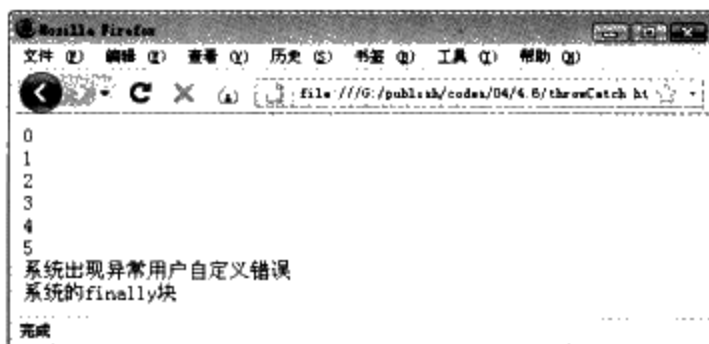 Mozilla Firefox
文件 (F) 编辑 (E) 查看 (V) 历史 (S) 书签 (B) 工具 (T) 帮助 (H)
file:///G:/publish/codes/04/4.6/throwCatch.ht
0
1
2
3
4
5
系统出现异常用户自定义错误
系统的finally块
完成